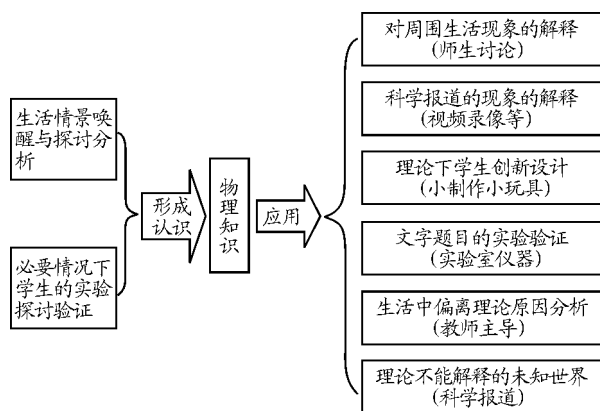 生活情景唤
醒与探讨分
析
必要情况下
学生的实验
探讨验证
形成
认识
物
理
知
识
应用
对周围生活现象的解释
(师生讨论)
科学报道的现象的解释
(视频录像等)
理论下学生创新设计
(小制作小玩具)
文字题目的实验验证
(实验室仪器)
生活中偏离理论原因分析
(教师主导)
理论不能解释的未知世界
(科学报道)